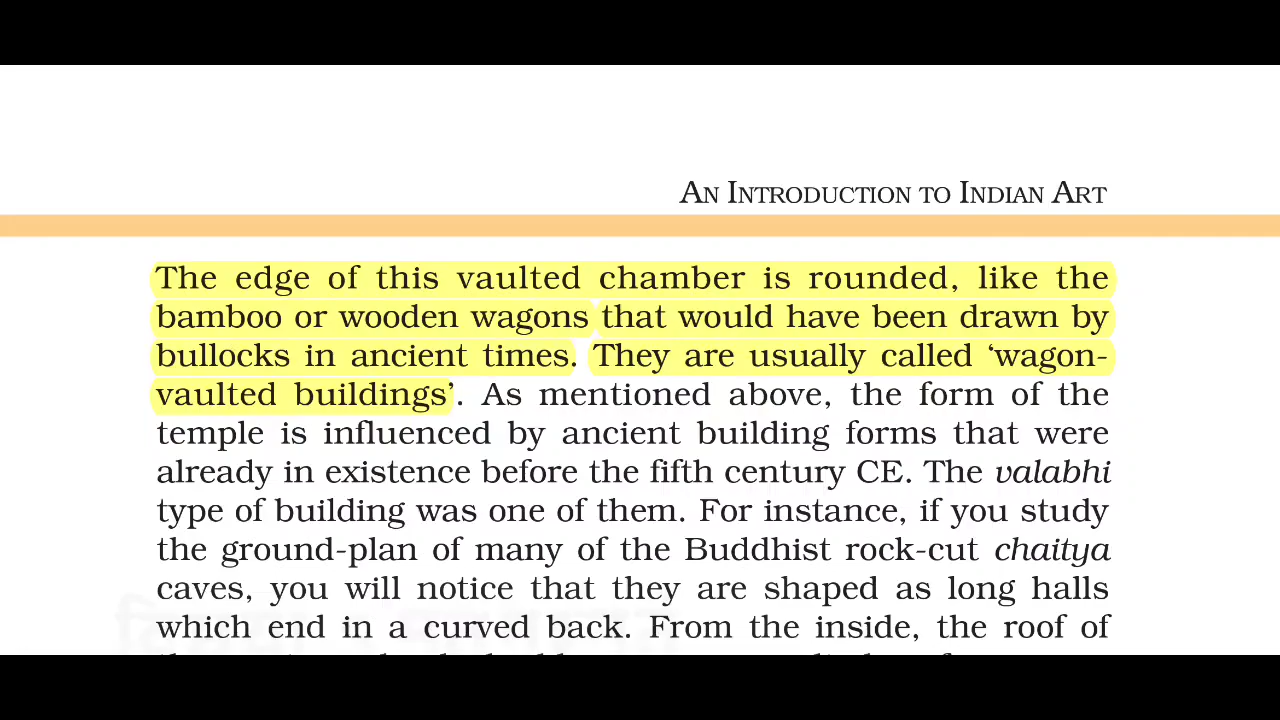 AN INTRODUCTION TO INDIAN ART
The edge of this vaulted chamber is rounded, like the
bamboo or wooden wagons that would have been drawn by
bullocks in ancient times. They are usually called ‘wagon-
vaulted buildings’. As mentioned above, the form of the
temple is influenced by ancient building forms that were
already in existence before the fifth century CE. The valabhi
type of building was one of them. For instance, if you study
the ground-plan of many of the Buddhist rock-cut chaitya
caves, you will notice that they are shaped as long halls
which end in a curved back. From the inside, the roof of